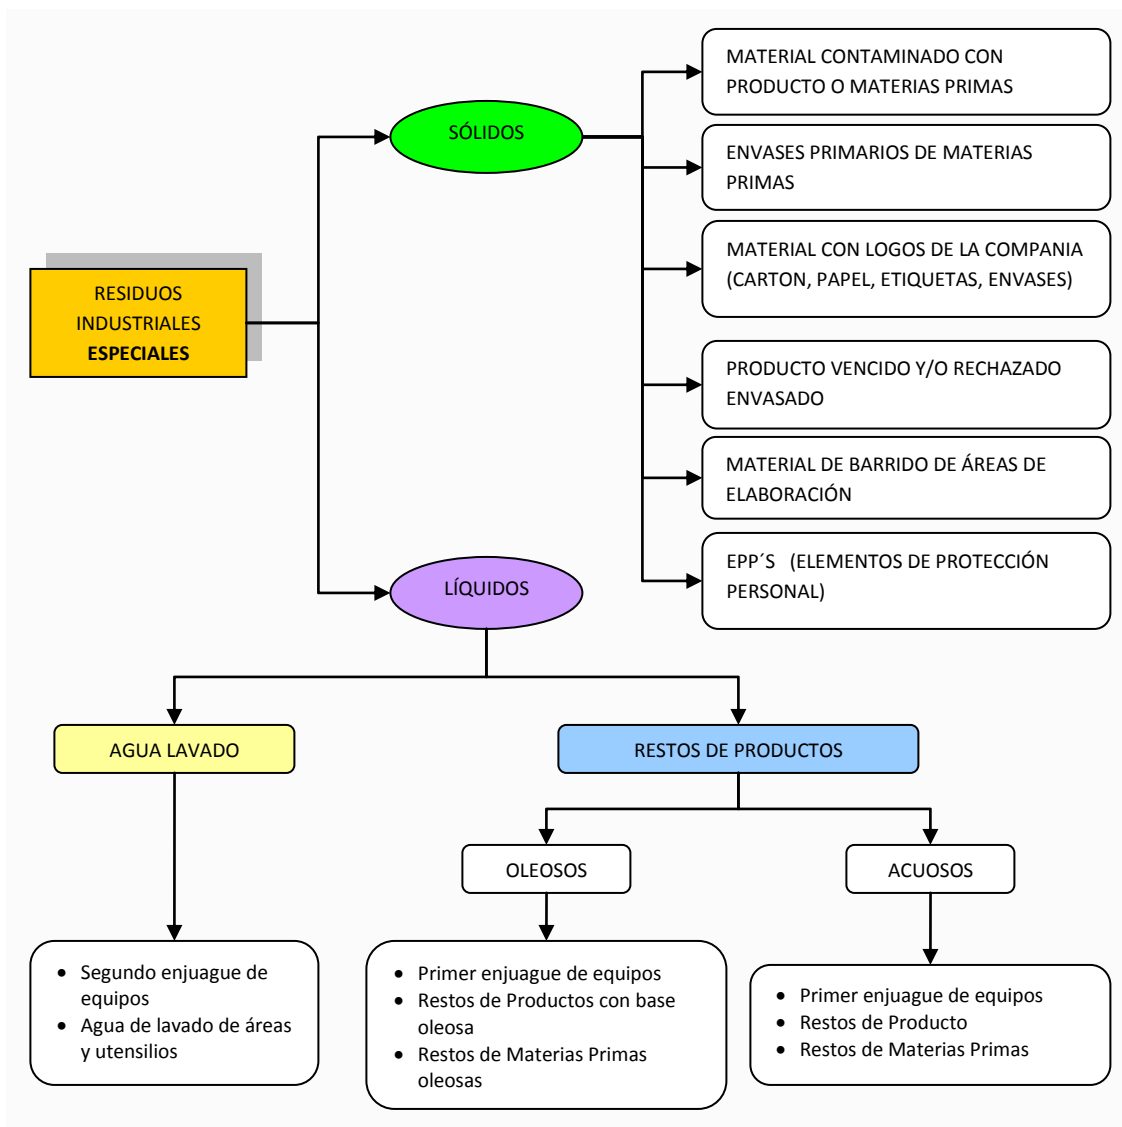 MATERIAL CONTAMINADO CON
PRODUCTO O MATERIAS PRIMAS
SÓLIDOS
ENVASES PRIMARIOS DE MATERIAS
PRIMAS
MATERIAL CON LOGOS DE LA COMPANIA
(CARTON, PAPEL, ETIQUETAS, ENVASES)
RESIDUOS
INDUSTRIALES
ESPECIALES
PRODUCTO VENCIDO Y/O RECHAZADO
ENVASADO
MATERIAL DE BARRIDO DE ÁREAS DE
ELABORACIÓN
EPP´S (ELEMENTOS DE PROTECCIÓN
PERSONAL)
LÍQUIDOS
AGUA LAVADO
RESTOS DE PRODUCTOS
OLEOSOS
ACUOSOS
• Segundo enjuague de
equipos
• Agua de lavado de áreas
y utensilios
• Primer enjuague de equipos
• Restos de Productos con base
oleosa
• Restos de Materias Primas
oleosas
• Primer enjuague de equipos
• Restos de Producto
• Restos de Materias Primas